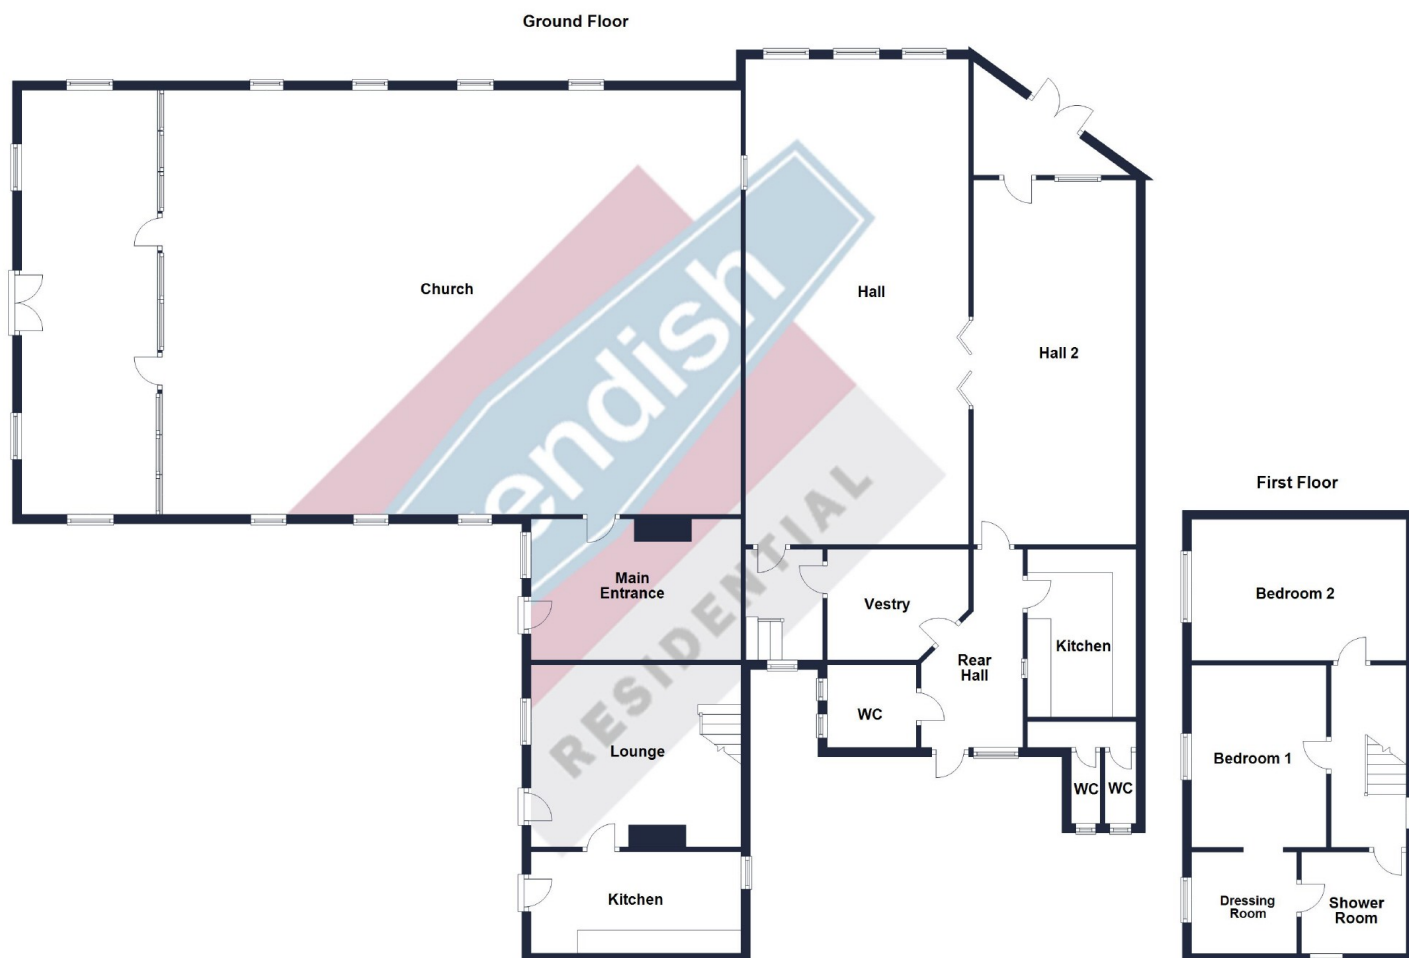 Ground Floor
Church
Hall
Hall 2
Main
Entrance
Vestry
Rear
Hall
Kitchen
WC
Lounge
WC
WC
Kitchen
First Floor
Bedroom 2
Bedroom 1
Dressing
Room
Shower
Room
endish
RESIDENTIAL